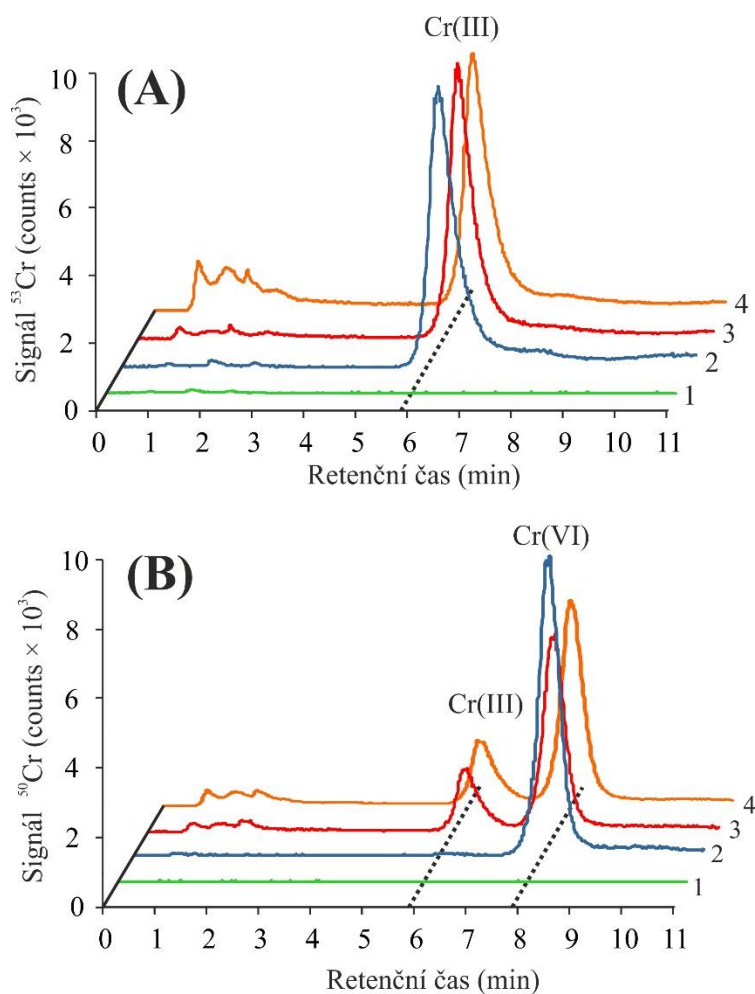 Cr(III)
(A)
Signál ⁵³Cr (counts × 10³)
10
8
6
4
2
0
4
3
2
1
0 1 2 3 4 5 6 7 8 9 10 11
Retenční čas (min)
(B)
Cr(VI)
Cr(III)
Signál ⁵⁰Cr (counts × 10³)
10
8
6
4
2
0
4
3
2
1
0 1 2 3 4 5 6 7 8 9 10 11
Retenční čas (min)